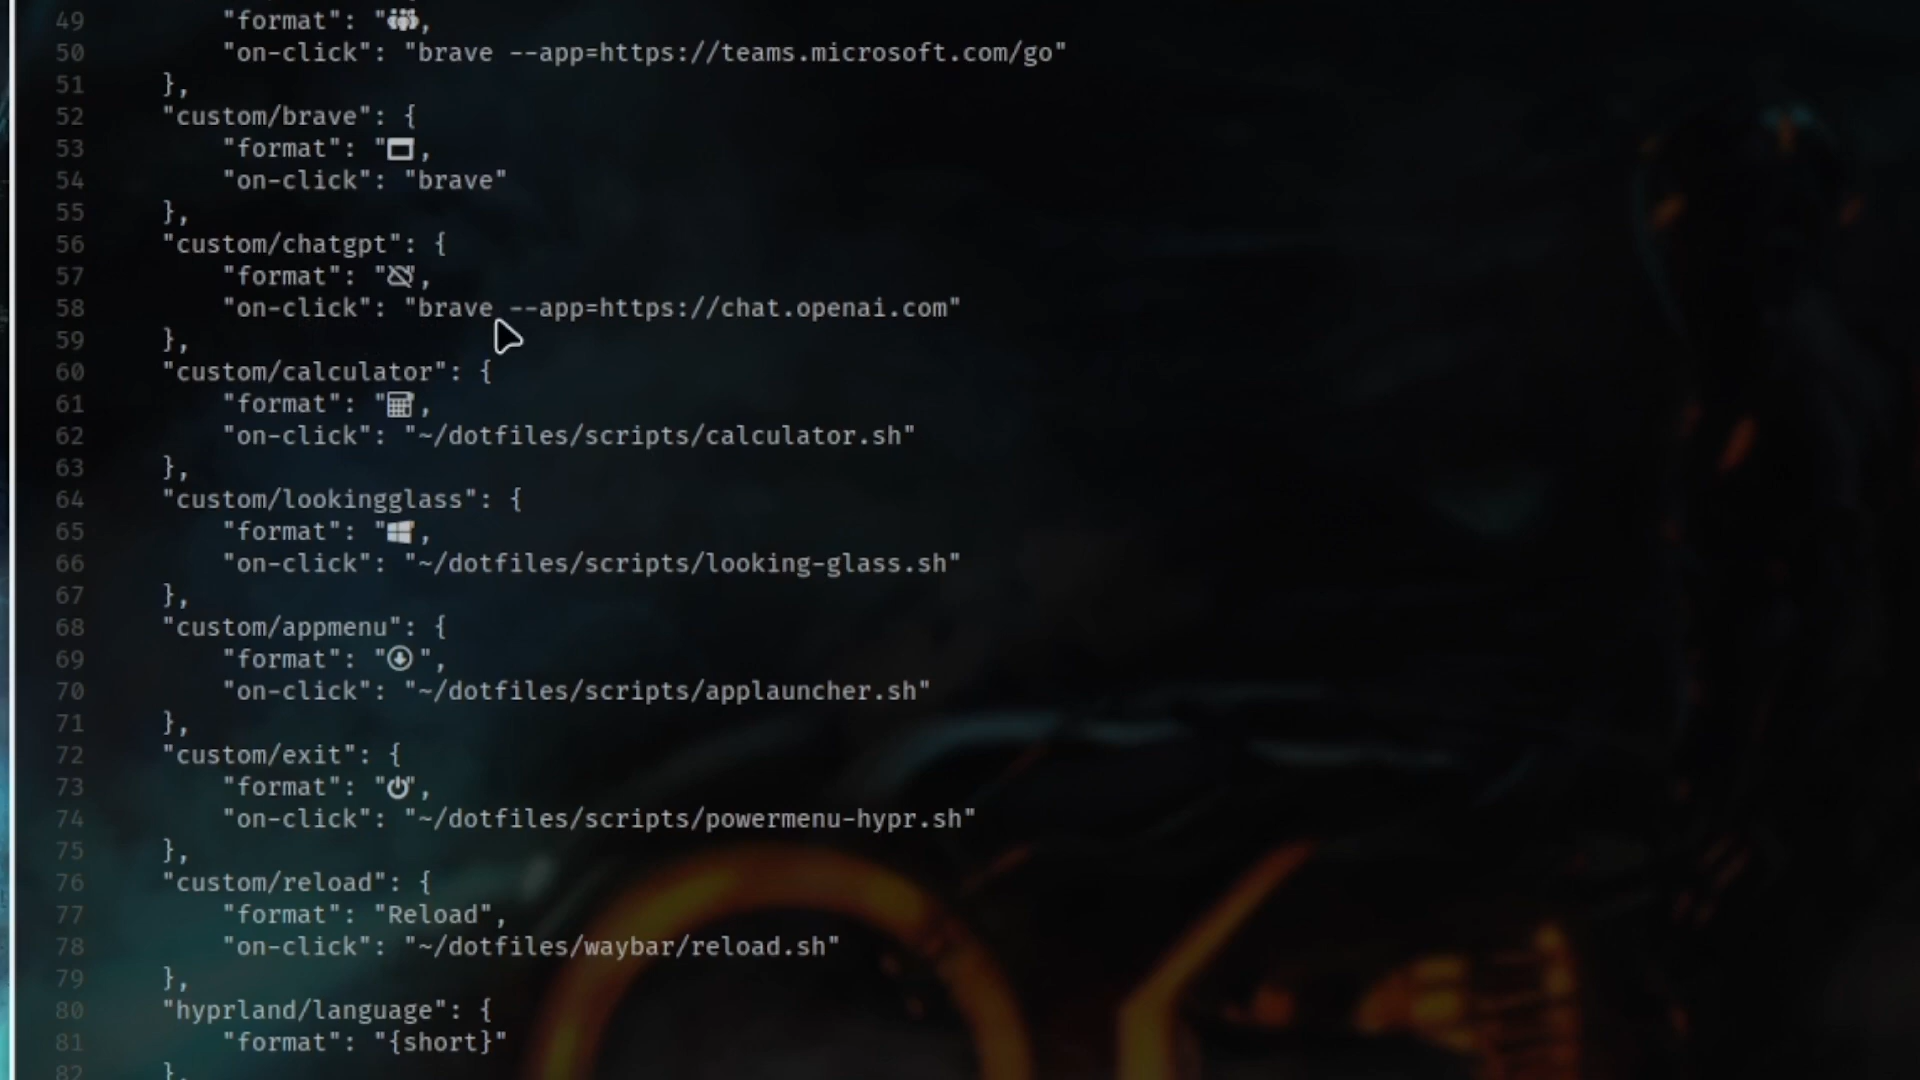 49 "format": "",
50 "on-click": "brave --app=https://teams.microsoft.com/go"
51 },
52 "custom/brave": {
53 "format": "",
54 "on-click": "brave"
55 },
56 "custom/chatgpt": {
57 "format": "",
58 "on-click": "brave --app=https://chat.openai.com"
59 },
60 "custom/calculator": {
61 "format": "",
62 "on-click": "~/dotfiles/scripts/calculator.sh"
63 },
64 "custom/lookingglass": {
65 "format": "",
66 "on-click": "~/dotfiles/scripts/looking-glass.sh"
67 },
68 "custom/appmenu": {
69 "format": " ",
70 "on-click": "~/dotfiles/scripts/applauncher.sh"
71 },
72 "custom/exit": {
73 "format": "",
74 "on-click": "~/dotfiles/scripts/powermenu-hypr.sh"
75 },
76 "custom/reload": {
77 "format": "Reload",
78 "on-click": "~/dotfiles/waybar/reload.sh"
79 },
80 "hyprland/language": {
81 "format": "{short}"
82 },